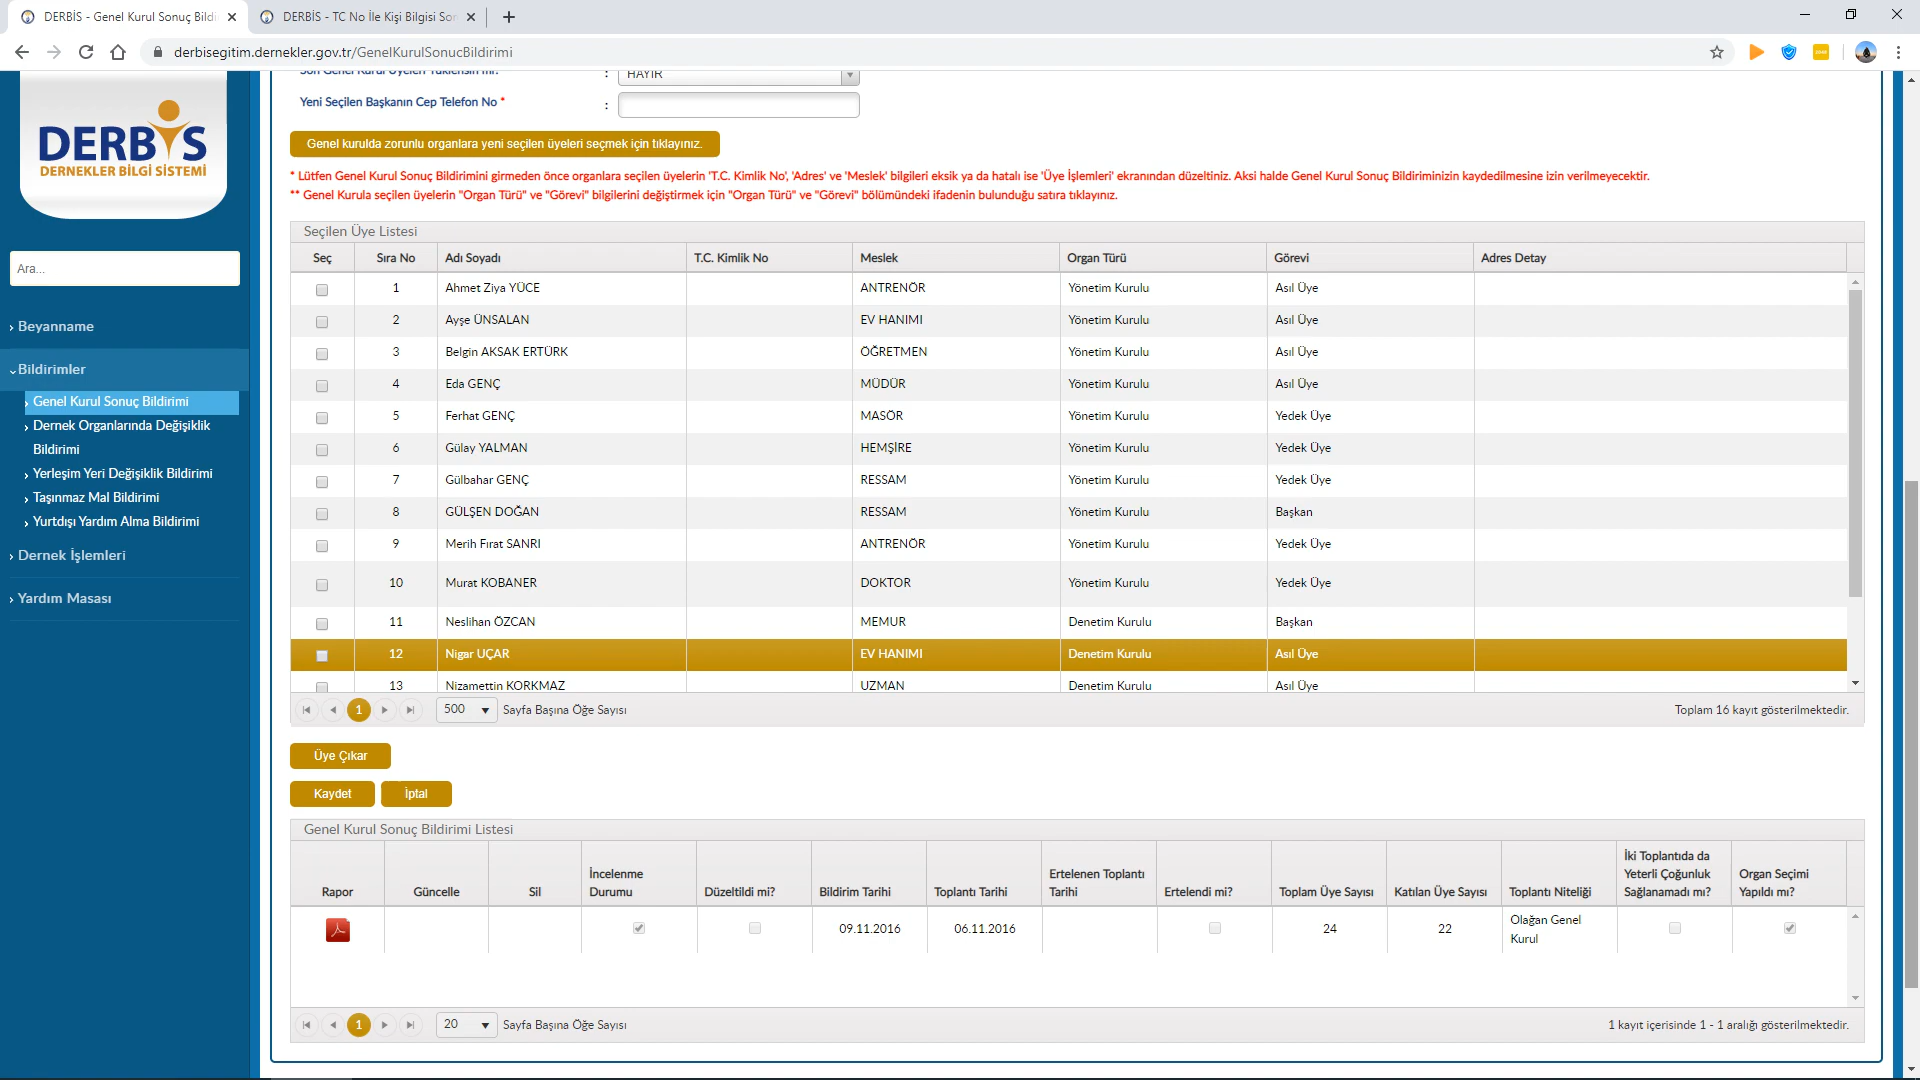 DERBİS - Genel Kurul Sonuç Bildi
DERBİS - TC No İle Kişi Bilgisi Sor
derbisegitim.dernekler.gov.tr/GenelKurulSonucBildirimi
DERBİS
DERNEKLER BİLGİ SİSTEMİ
Ara...
Beyanname
Bildirimler
Genel Kurul Sonuç Bildirimi
Dernek Organlarında Değişiklik
Bildirimi
Yerleşim Yeri Değişiklik Bildirimi
Taşınmaz Mal Bildirimi
Yurtdışı Yardım Alma Bildirimi
Dernek İşlemleri
Yardım Masası
Son Genel Kurul Üyeleri Yüklensin mi? : HAYIR
Yeni Seçilen Başkanın Cep Telefon No * :
Genel kurulda zorunlu organlara yeni seçilen üyeleri seçmek için tıklayınız.
* Lütfen Genel Kurul Sonuç Bildirimini girmeden önce organlara seçilen üyelerin 'T.C. Kimlik No', 'Adres' ve 'Meslek' bilgileri eksik ya da hatalı ise 'Üye İşlemleri' ekranından düzeltiniz. Aksi halde Genel Kurul Sonuç Bildiriminizin kaydedilmesine izin verilmeyecektir.
** Genel Kurula seçilen üyelerin "Organ Türü" ve "Görevi" bilgilerini değiştirmek için "Organ Türü" ve "Görevi" bölümündeki ifadenin bulunduğu satıra tıklayınız.
Seçilen Üye Listesi
Seç Sıra No Adı Soyadı T.C. Kimlik No Meslek Organ Türü Görevi Adres Detay
1 Ahmet Ziya YÜCE ANTRENÖR Yönetim Kurulu Asıl Üye
2 Ayşe ÜNSALAN EV HANIMI Yönetim Kurulu Asıl Üye
3 Belgin AKSAK ERTÜRK ÖĞRETMEN Yönetim Kurulu Asıl Üye
4 Eda GENÇ MÜDÜR Yönetim Kurulu Asıl Üye
5 Ferhat GENÇ MASÖR Yönetim Kurulu Yedek Üye
6 Gülay YALMAN HEMŞİRE Yönetim Kurulu Yedek Üye
7 Gülbahar GENÇ RESSAM Yönetim Kurulu Yedek Üye
8 GÜLŞEN DOĞAN RESSAM Yönetim Kurulu Başkan
9 Merih Fırat SANRI ANTRENÖR Yönetim Kurulu Yedek Üye
10 Murat KOBANER DOKTOR Yönetim Kurulu Yedek Üye
11 Neslihan ÖZCAN MEMUR Denetim Kurulu Başkan
12 Nigar UÇAR EV HANIMI Denetim Kurulu Asıl Üye
13 Nizamettin KORKMAZ UZMAN Denetim Kurulu Asıl Üye
1 500 Sayfa Başına Öğe Sayısı Toplam 16 kayıt gösterilmektedir.
Üye Çıkar
Kaydet İptal
Genel Kurul Sonuç Bildirimi Listesi
Rapor Güncelle Sil İncelenme Durumu Düzeltildi mi? Bildirim Tarihi Toplantı Tarihi Ertelenen Toplantı Tarihi Ertelendi mi? Toplam Üye Sayısı Katılan Üye Sayısı Toplantı Niteliği İki Toplantıda da Yeterli Çoğunluk Sağlanamadı mı? Organ Seçimi Yapıldı mı?
09.11.2016 06.11.2016 24 22 Olağan Genel Kurul
1 20 Sayfa Başına Öğe Sayısı 1 kayıt içerisinde 1 - 1 aralığı gösterilmektedir.